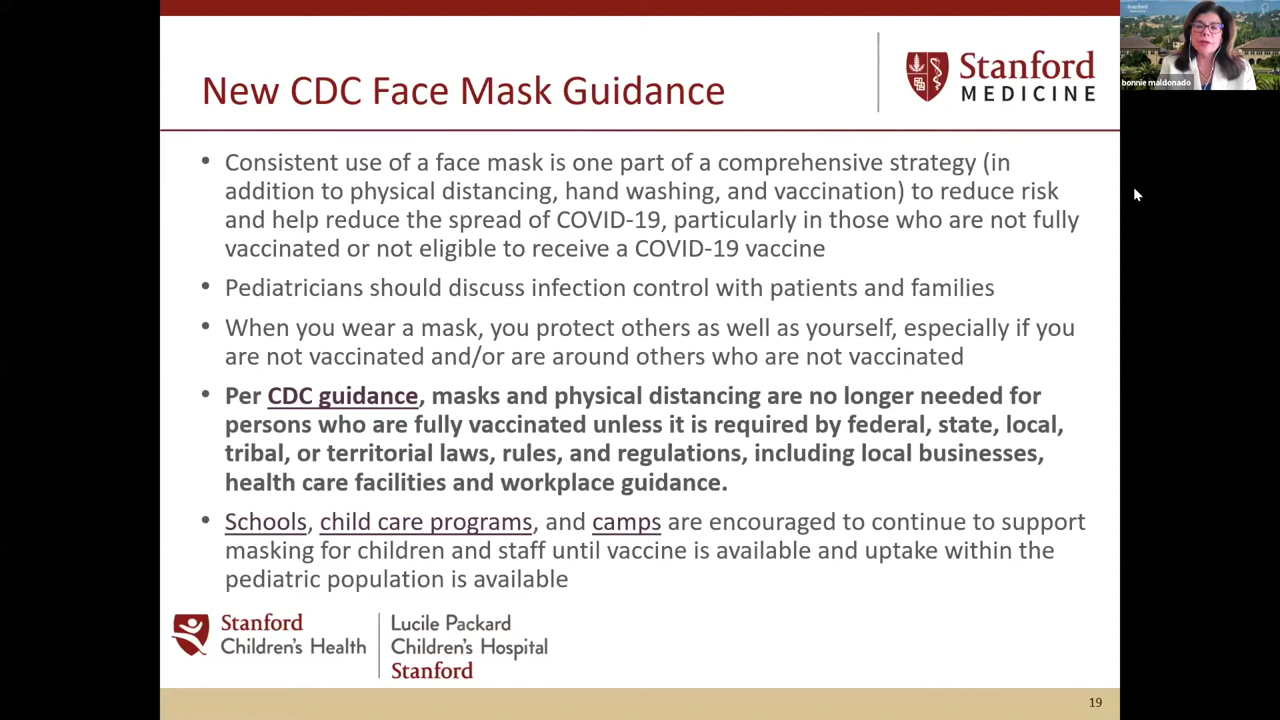 New CDC Face Mask Guidance
Stanford
MEDICINE
Stanford
bonnie maldonado
• Consistent use of a face mask is one part of a comprehensive strategy (in
addition to physical distancing, hand washing, and vaccination) to reduce risk
and help reduce the spread of COVID-19, particularly in those who are not fully
vaccinated or not eligible to receive a COVID-19 vaccine
• Pediatricians should discuss infection control with patients and families
• When you wear a mask, you protect others as well as yourself, especially if you
are not vaccinated and/or are around others who are not vaccinated
• Per CDC guidance, masks and physical distancing are no longer needed for
persons who are fully vaccinated unless it is required by federal, state, local,
tribal, or territorial laws, rules, and regulations, including local businesses,
health care facilities and workplace guidance.
• Schools, child care programs, and camps are encouraged to continue to support
masking for children and staff until vaccine is available and uptake within the
pediatric population is available
Stanford
Children's Health
Lucile Packard
Children's Hospital
Stanford
19